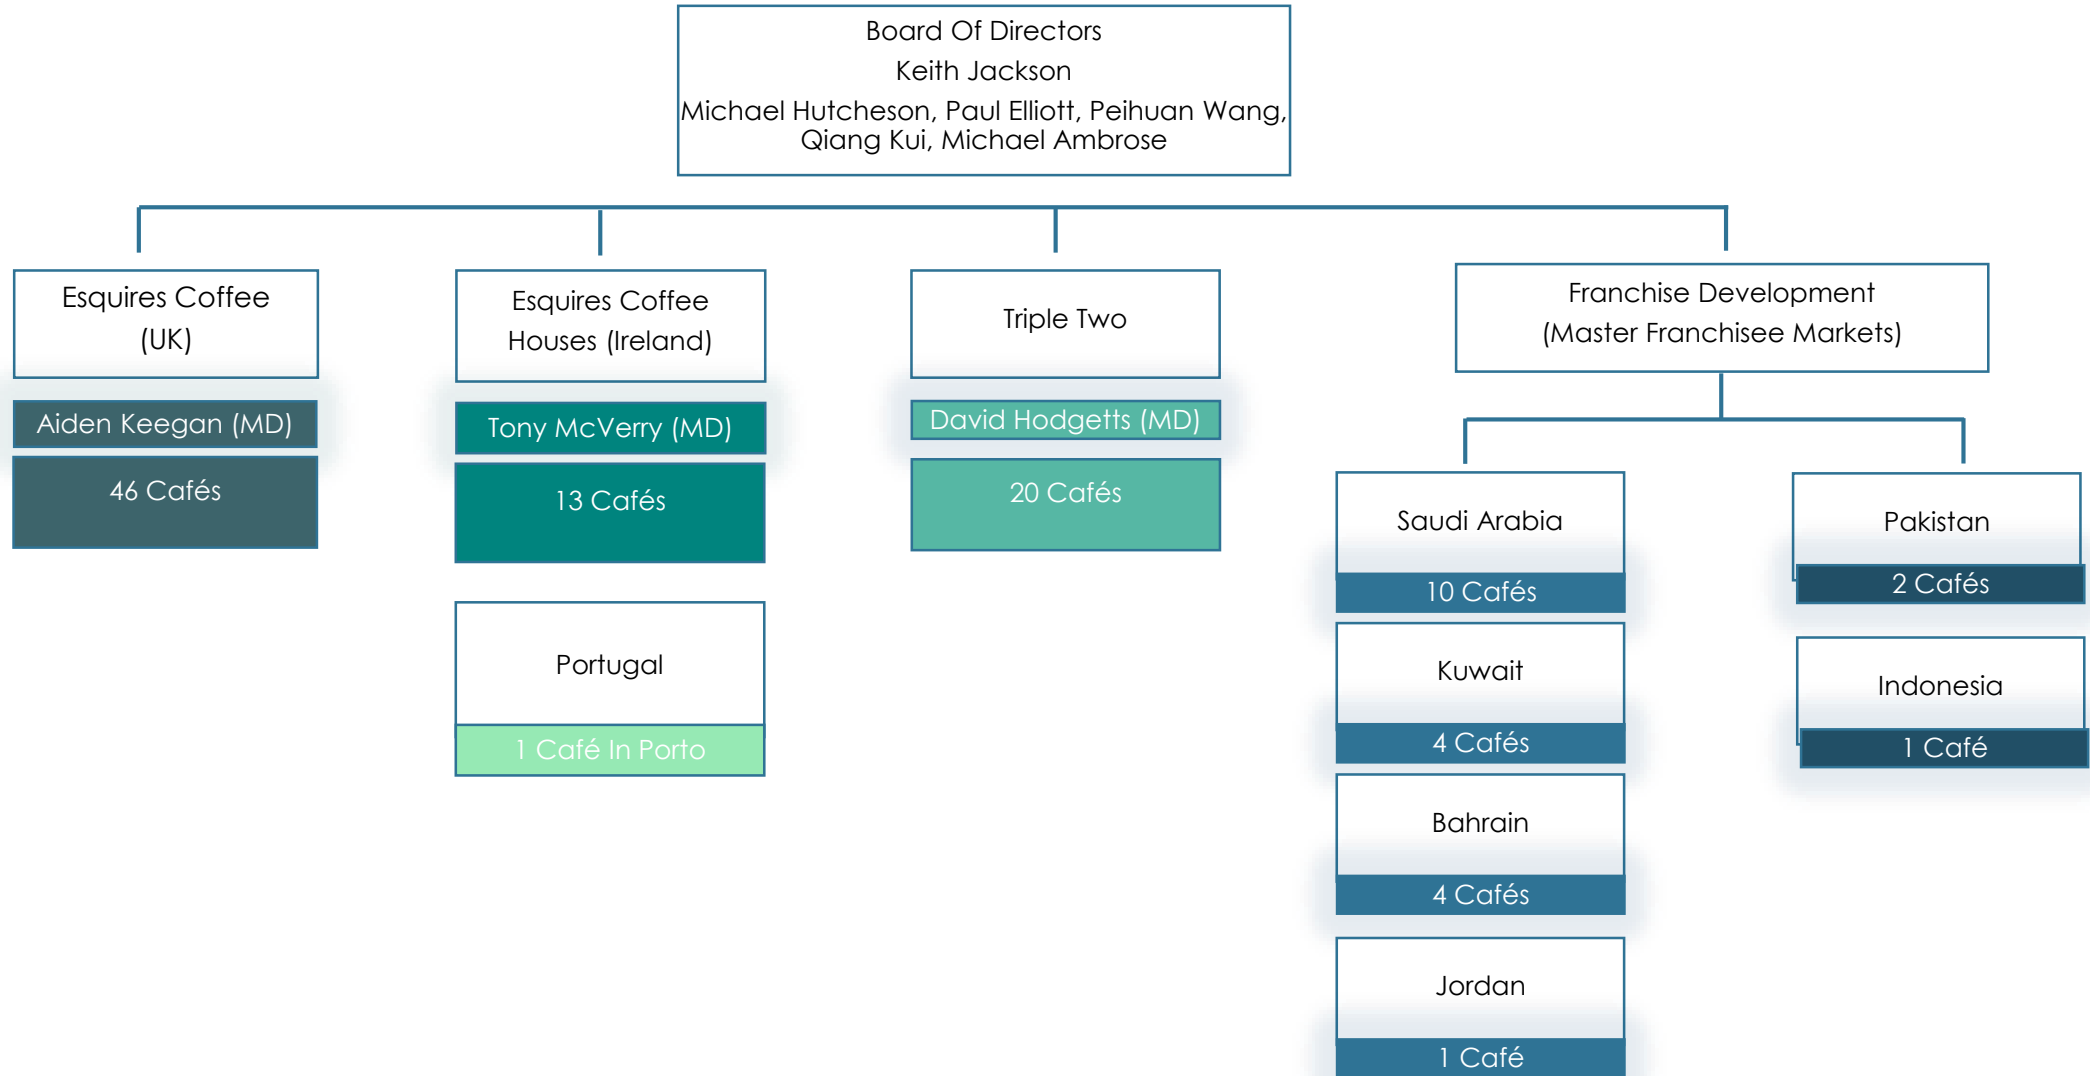 Board Of Directors
Keith Jackson
Michael Hutcheson, Paul Elliott, Peihuan Wang,
Qiang Kui, Michael Ambrose
Esquires Coffee
(UK)
Aiden Keegan (MD)
46 Cafés
Esquires Coffee
Houses (Ireland)
Tony McVerry (MD)
13 Cafés
Portugal
1 Café In Porto
Triple Two
David Hodgetts (MD)
20 Cafés
Franchise Development
(Master Franchisee Markets)
Saudi Arabia
10 Cafés
Kuwait
4 Cafés
Bahrain
4 Cafés
Jordan
1 Café
Pakistan
2 Cafés
Indonesia
1 Café